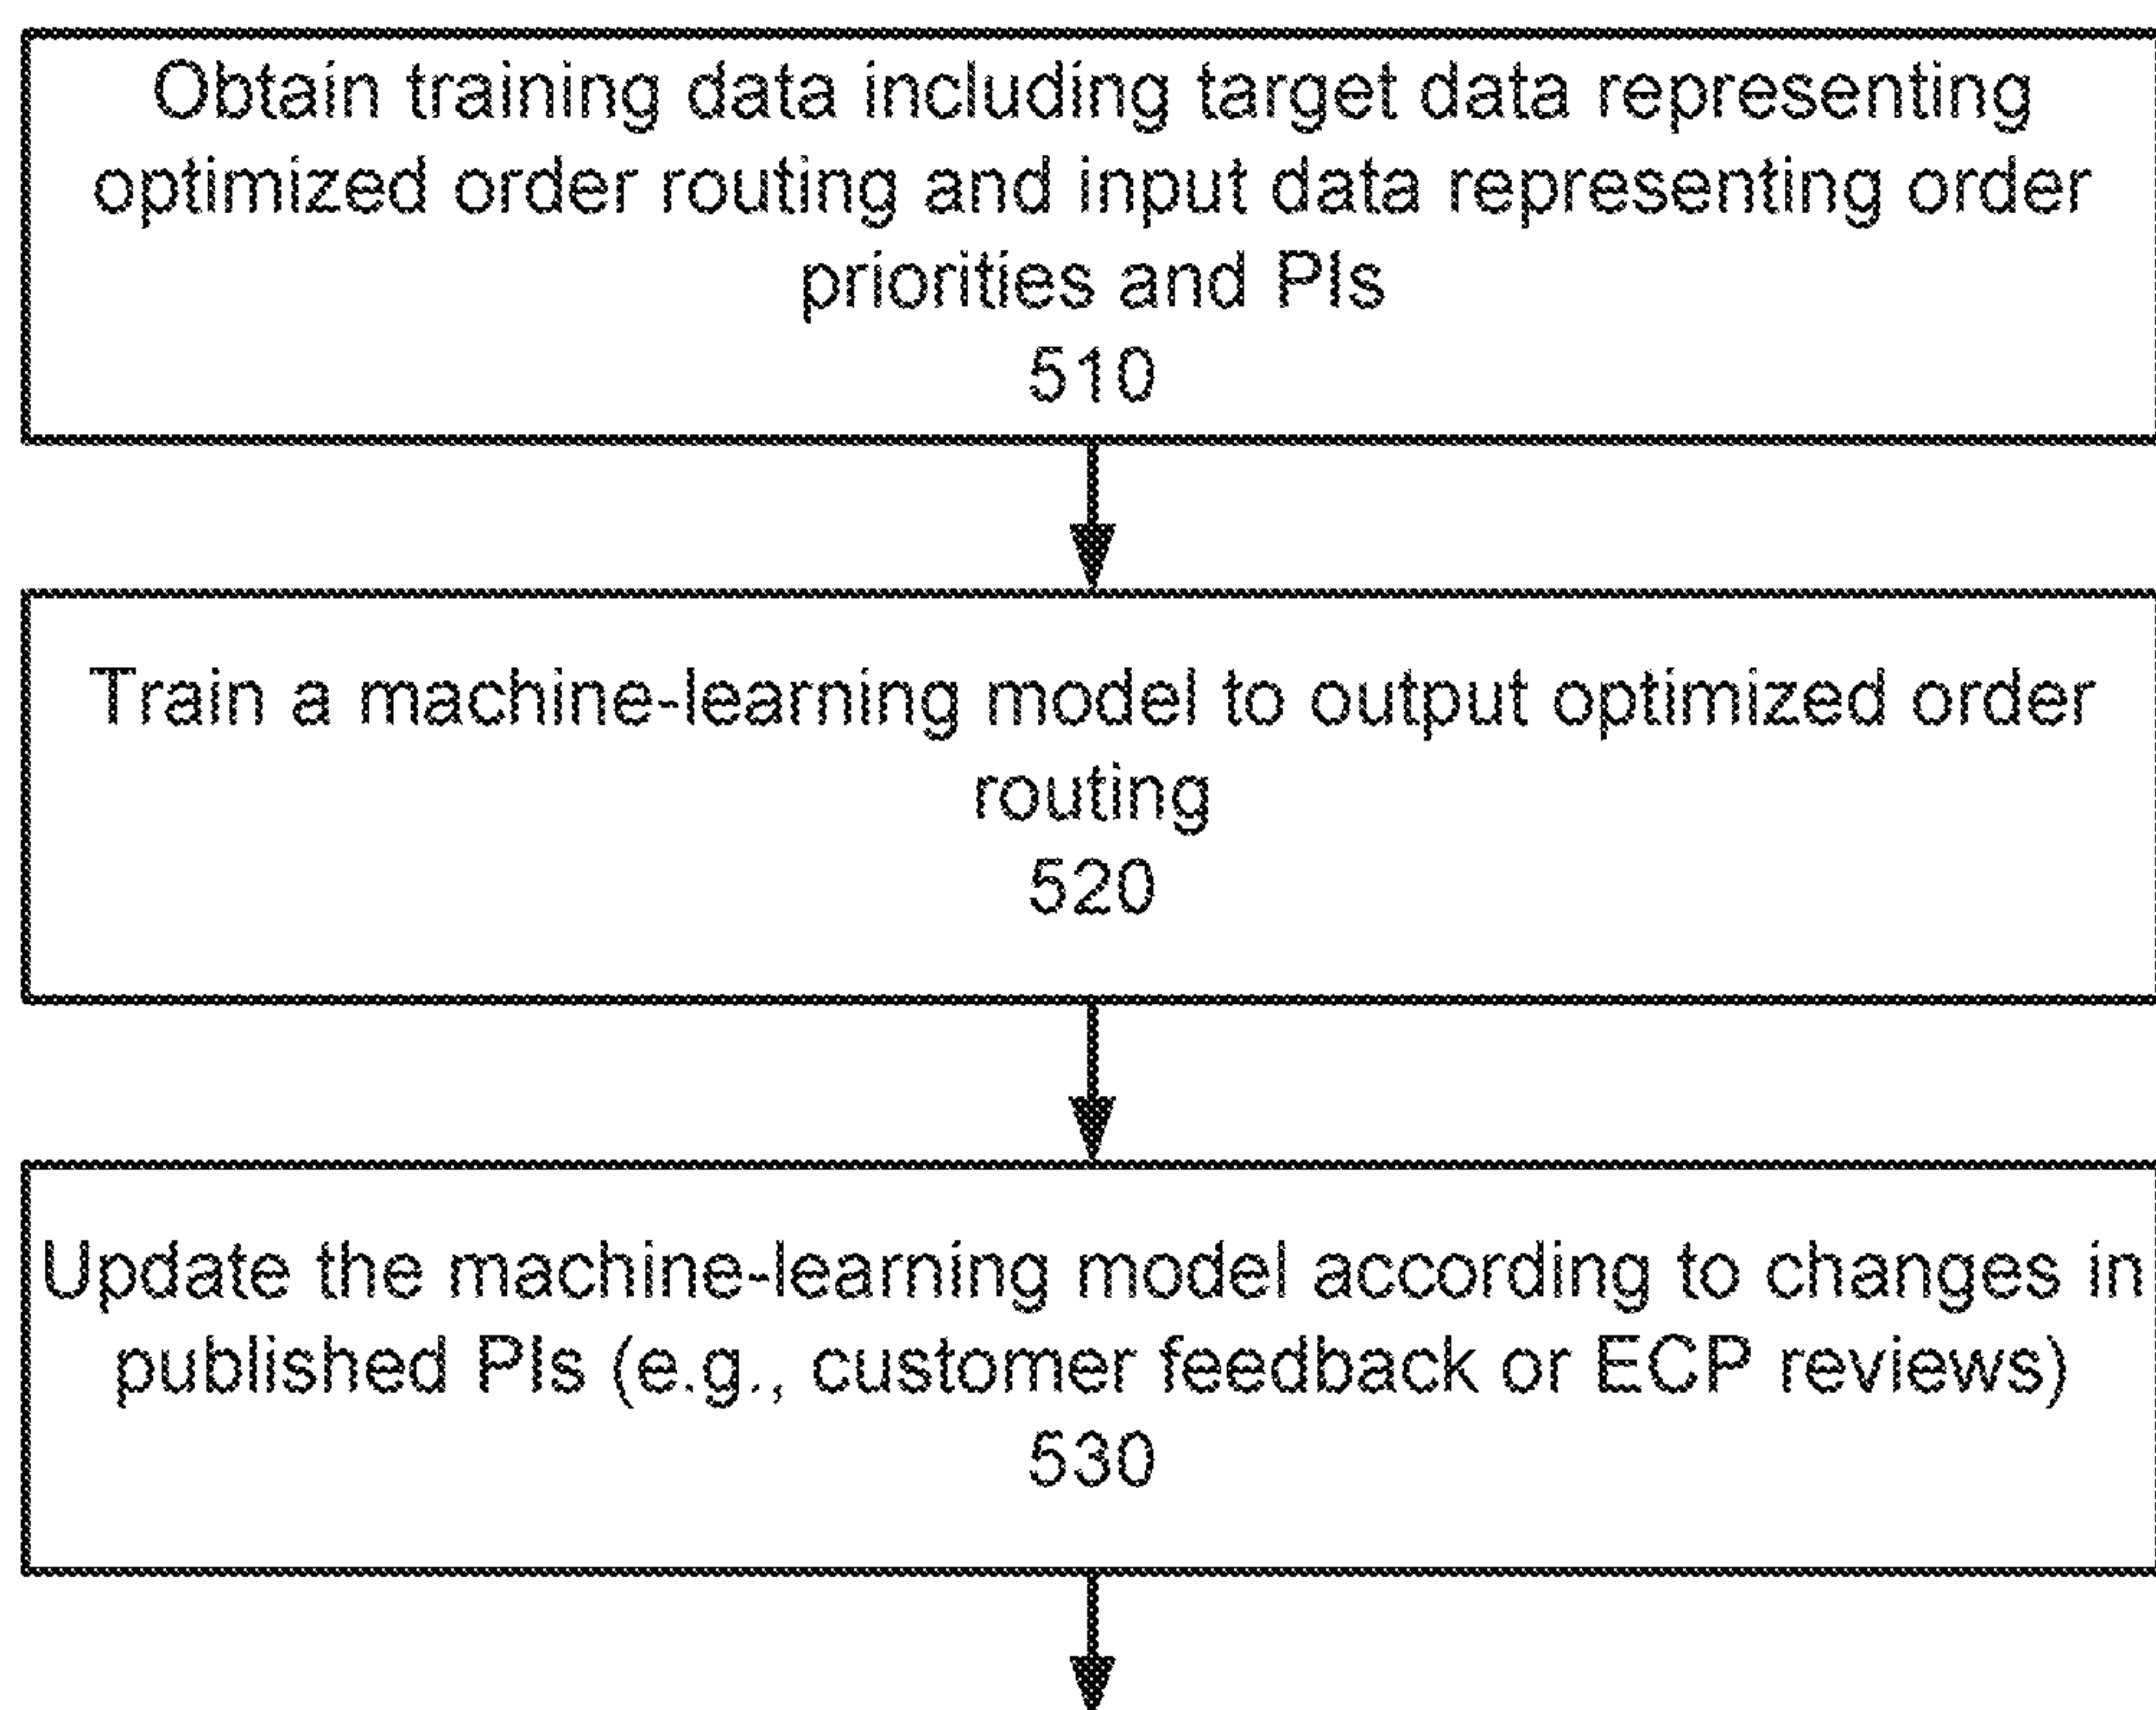 Obtain training data including target data representing
optimized order routing and input data representing order
priorities and PIs
510
Train a machine-learning model to output optimized order
routing
520
Update the machine-learning model according to changes in
published PIs (e.g., customer feedback or ECP reviews)
530